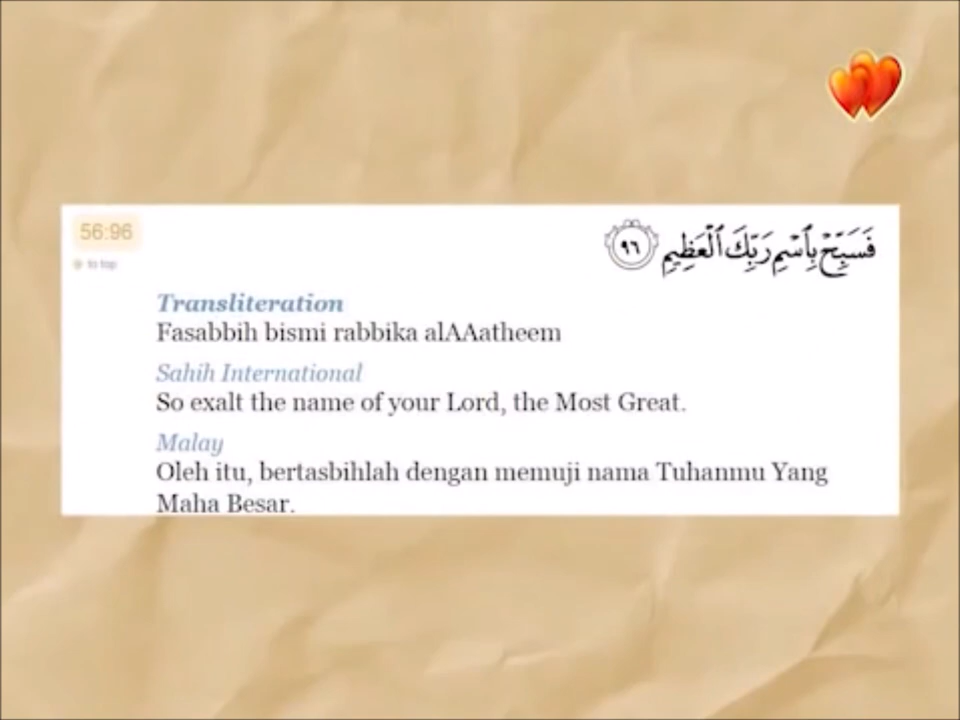 56:96
فَسَبِّحْ بِٱسْمِ رَبِّكَ ٱلْعَظِيمِ ٩٦
to top
Transliteration
Fasabbih bismi rabbika alAAatheem
Sahih International
So exalt the name of your Lord, the Most Great.
Malay
Oleh itu, bertasbihlah dengan memuji nama Tuhanmu Yang
Maha Besar.